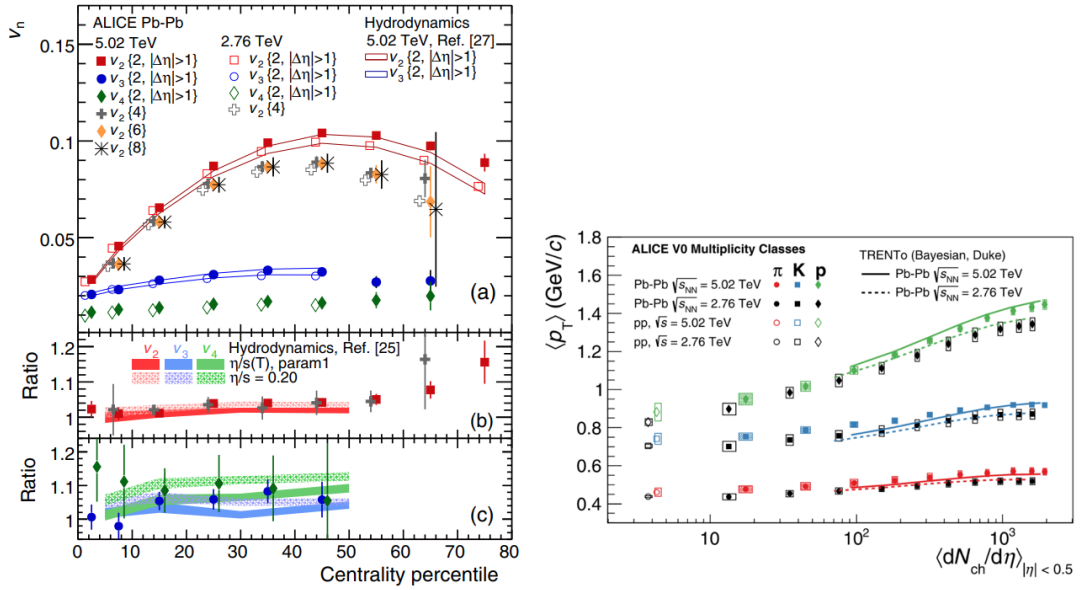 ALICE Pb-Pb
5.02 TeV
v₂ {2, |Δη|>1}
v₃ {2, |Δη|>1}
v₄ {2, |Δη|>1}
v₂ {4}
v₂ {6}
v₂ {8}
2.76 TeV
v₂ {2, |Δη|>1}
v₃ {2, |Δη|>1}
v₄ {2, |Δη|>1}
v₂ {4}
Hydrodynamics
5.02 TeV, Ref. [27]
v₂ {2, |Δη|>1}
v₃ {2, |Δη|>1}
vₙ
0.15
0.1
0.05
(a)
v₂ v₃ v₄ Hydrodynamics, Ref. [25]
η/s(T), param1
η/s = 0.20
Ratio
1.2
1.1
1
(b)
Ratio
1.2
1.1
1
(c)
0 10 20 30 40 50 60 70 80
Centrality percentile
ALICE V0 Multiplicity Classes
π K p
Pb-Pb √sNN = 5.02 TeV
Pb-Pb √sNN = 2.76 TeV
pp, √s = 5.02 TeV
pp, √s = 2.76 TeV
TRENTo (Bayesian, Duke)
Pb-Pb √sNN = 5.02 TeV
Pb-Pb √sNN = 2.76 TeV
⟨pT⟩ (GeV/c)
1.8
1.6
1.4
1.2
1.0
0.8
0.6
0.4
10 10² 10³
⟨dNch/dη⟩|η| < 0.5